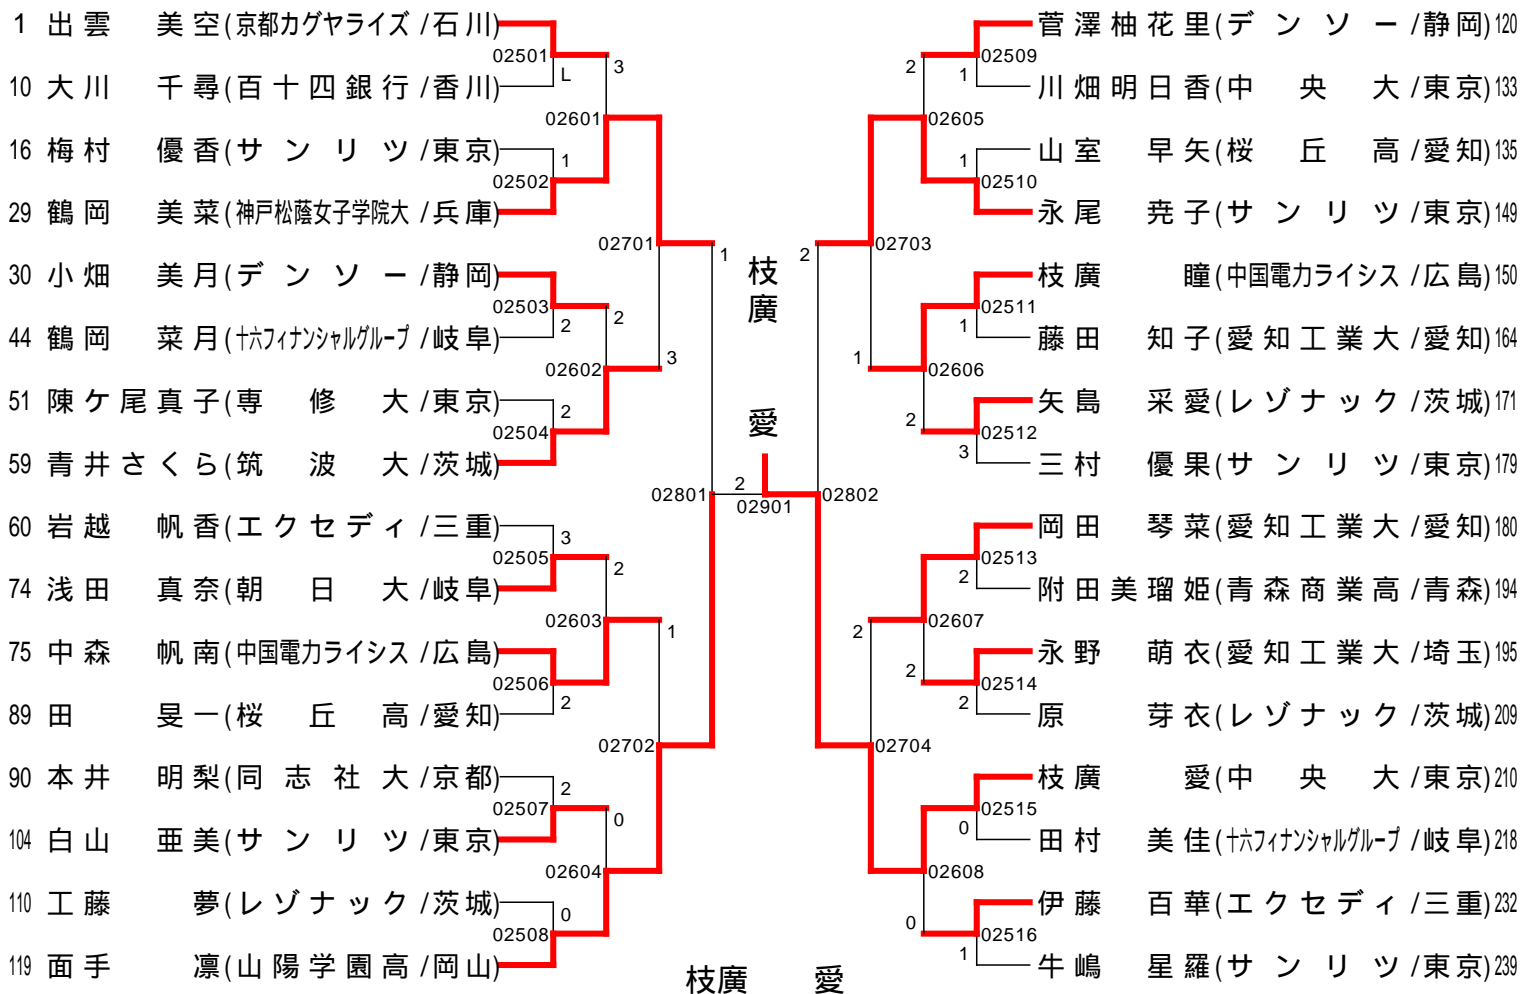 1 出雲 美空(京都カグヤライズ/石川)
10 大川 千尋(百十四銀行/香川)
16 梅村 優香(サンリツ/東京)
29 鶴岡 美菜(神戸松蔭女子学院大/兵庫)
30 小畑 美月(デンソー/静岡)
44 鶴岡 菜月(十六フィナンシャルグループ/岐阜)
51 陳ケ尾真子(専修大/東京)
59 青井さくら(筑波大/茨城)
60 岩越 帆香(エクセディ/三重)
74 浅田 真奈(朝日大/岐阜)
75 中森 帆南(中国電力ライシス/広島)
89 田 旻一(桜丘高/愛知)
90 本井 明梨(同志社大/京都)
104 白山 亜美(サンリツ/東京)
110 工藤 夢(レゾナック/茨城)
119 面手 凛(山陽学園高/岡山)
02501
L
02502
1
02503
2
02504
2
02505
3
02506
2
02507
2
02508
0
02601
3
02602
2
02603
2
02604
0
02701
3
02702
1
02801
1
枝廣 愛
2
02901
02802
2
02703
1
02704
2
02605
2
02606
2
02607
2
02608
0
02509
1
02510
1
02511
1
02512
3
02513
2
02514
2
02515
0
02516
1
菅澤柚花里(デンソー/静岡)120
川畑明日香(中央大/東京)133
山室 早矢(桜丘高/愛知)135
永尾 尭子(サンリツ/東京)149
枝廣 瞳(中国電力ライシス/広島)150
藤田 知子(愛知工業大/愛知)164
矢島 采愛(レゾナック/茨城)171
三村 優果(サンリツ/東京)179
岡田 琴菜(愛知工業大/愛知)180
附田美瑠姫(青森商業高/青森)194
永野 萌衣(愛知工業大/埼玉)195
原 芽衣(レゾナック/茨城)209
枝廣 愛(中央大/東京)210
田村 美佳(十六フィナンシャルグループ/岐阜)218
伊藤 百華(エクセディ/三重)232
牛嶋 星羅(サンリツ/東京)239
枝廣 愛